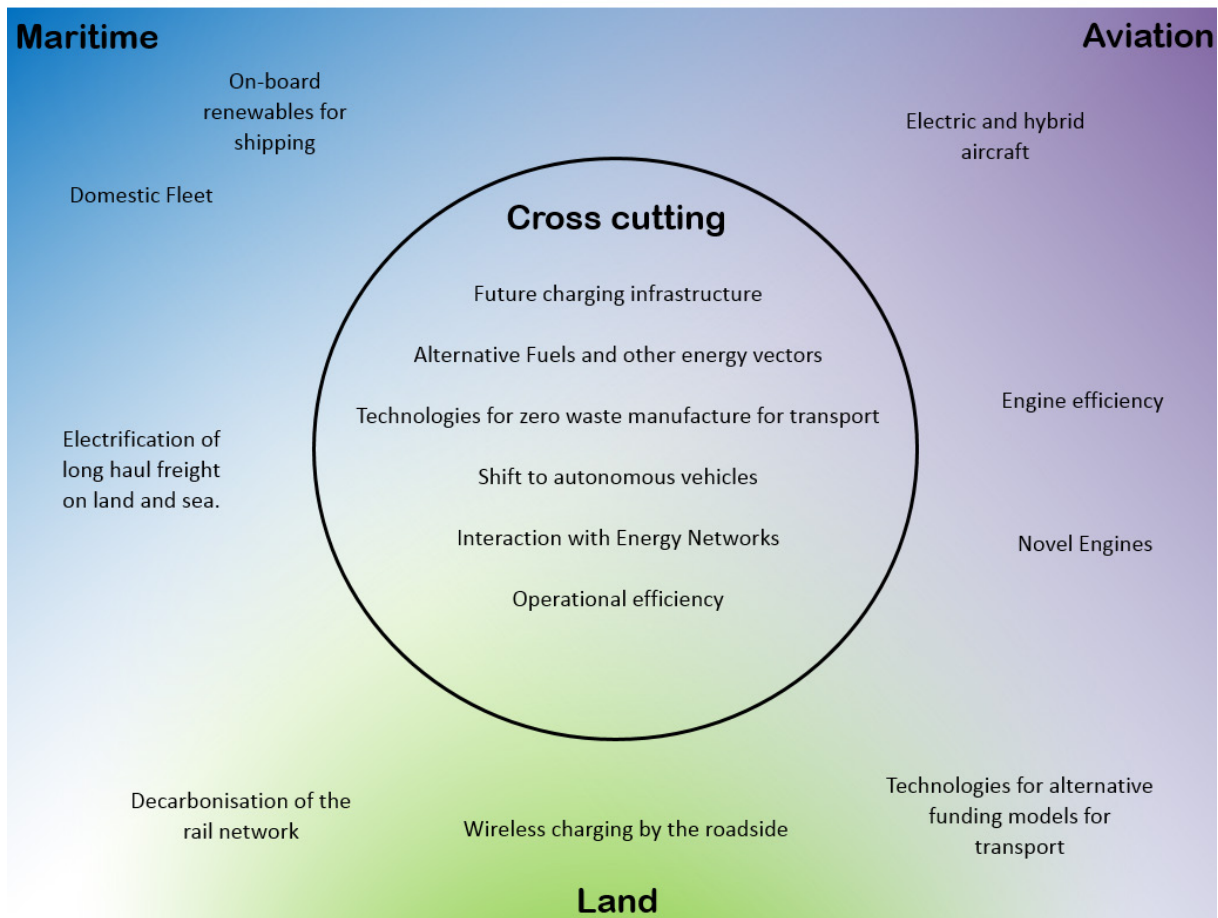 Maritime
Aviation
On-board
renewables for
shipping
Electric and hybrid
aircraft
Domestic Fleet
Cross cutting
Future charging infrastructure
Alternative Fuels and other energy vectors
Technologies for zero waste manufacture for transport
Shift to autonomous vehicles
Interaction with Energy Networks
Operational efficiency
Electrification of
long haul freight
on land and sea.
Engine efficiency
Novel Engines
Decarbonisation of the
rail network
Wireless charging by the roadside
Technologies for alternative
funding models for
transport
Land